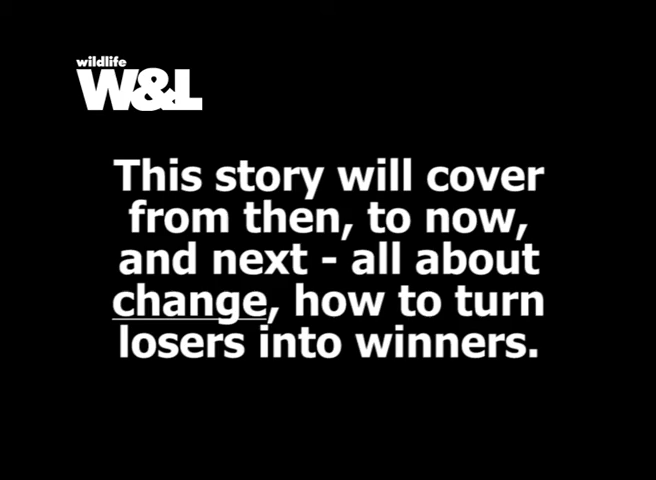 wildlife
W&L
This story will cover
from then, to now,
and next - all about
change, how to turn
losers into winners.